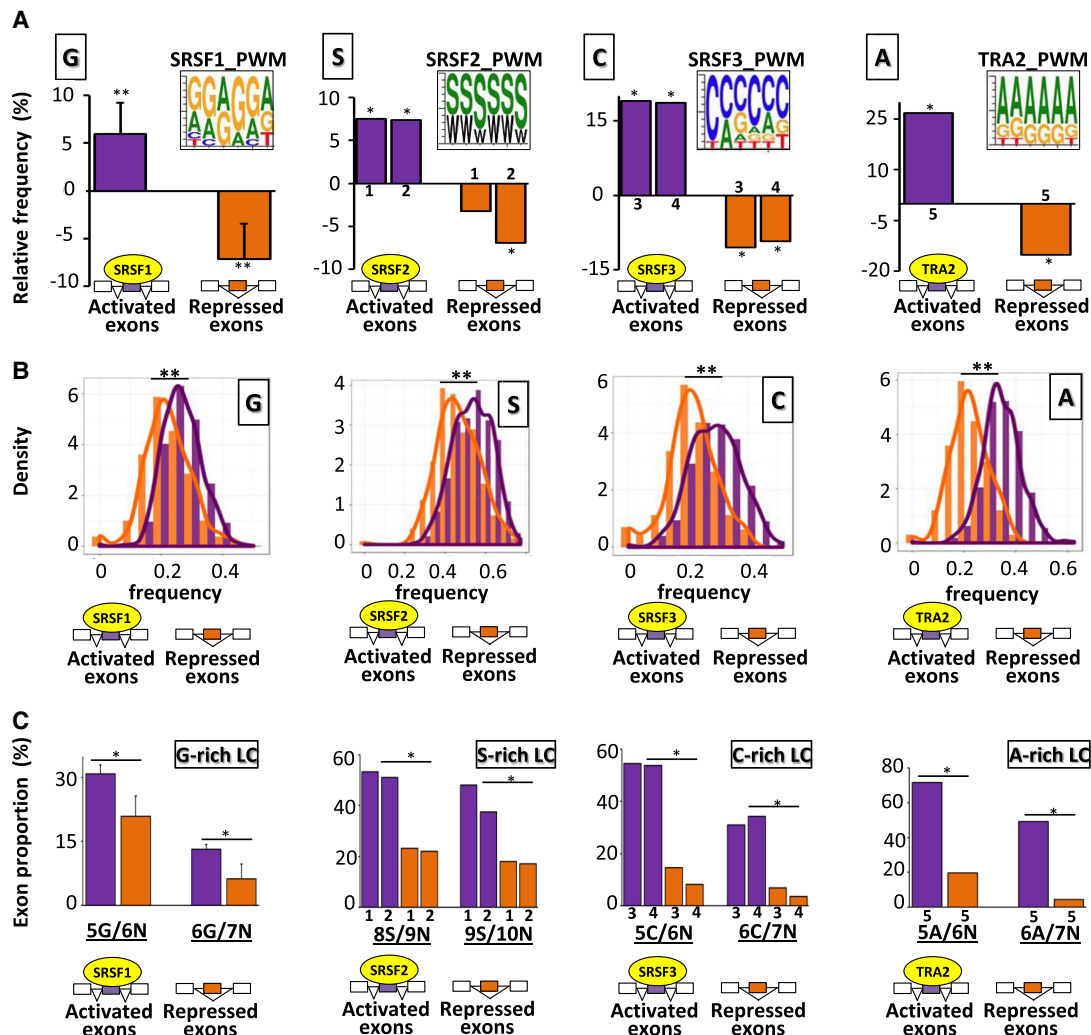 A
G
SRSF1_PWM
S
SRSF2_PWM
C
SRSF3_PWM
A
TRA2_PWM
Relative frequency (%)
10
5
0
-5
-10
**
**
GGAGGA
SRSF1
Activated exons
Repressed exons
10
5
0
-5
-10
* *
1 2
1 2
*
SSSSSS
WWWWWW
SRSF2
Activated exons
Repressed exons
15
0
-15
* *
3 4
3 4
* *
CCCCCC
SRSF3
Activated exons
Repressed exons
25
10
-5
-20
*
5
5
*
AAAAAA
GGGGGG
TRA2
Activated exons
Repressed exons
B
Density
**
G
6
4
2
0
0 0.2 0.4
frequency
SRSF1
Activated exons
Repressed exons
**
S
4
3
2
1
0
0 0.2 0.4 0.6
frequency
SRSF2
Activated exons
Repressed exons
**
C
6
4
2
0
0 0.2 0.4
frequency
SRSF3
Activated exons
Repressed exons
**
A
6
4
2
0
0 0.2 0.4 0.6
frequency
TRA2
Activated exons
Repressed exons
C
Exon proportion (%)
G-rich LC
30
15
0
*
*
5G/6N 6G/7N
SRSF1
Activated exons
Repressed exons
S-rich LC
60
40
20
0
*
*
1 2 1 2 1 2 1 2
8S/9N 9S/10N
SRSF2
Activated exons
Repressed exons
C-rich LC
60
40
20
0
*
*
3 4 3 4 3 4 3 4
5C/6N 6C/7N
SRSF3
Activated exons
Repressed exons
A-rich LC
80
40
20
0
*
*
5 5 5 5
5A/6N 6A/7N
TRA2
Activated exons
Repressed exons